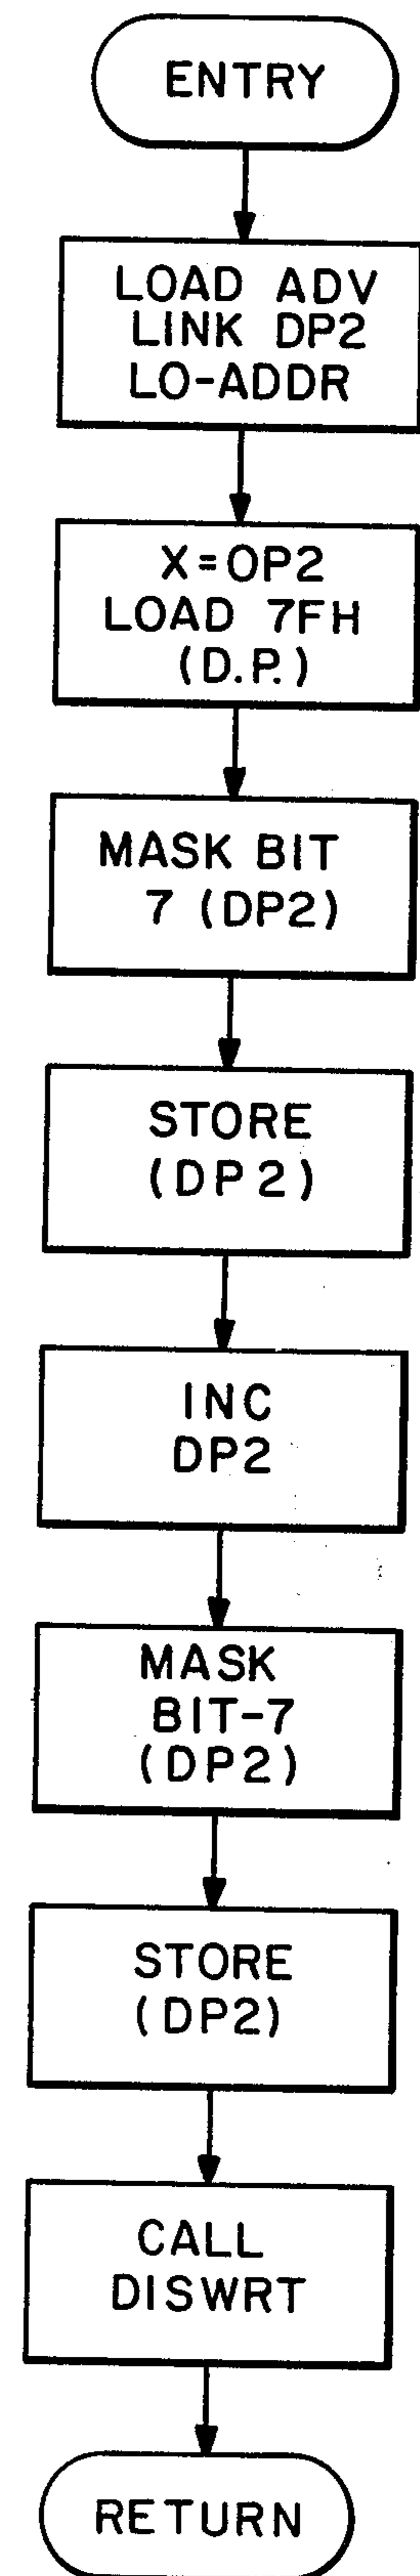 ENTRY
LOAD ADV
LINK DP2
LO-ADDR
X=OP2
LOAD 7FH
(D.P.)
MASK BIT
7 (DP2)
STORE
(DP2)
INC
DP2
MASK
BIT-7
(DP2)
STORE
(DP2)
CALL
DISWRT
RETURN